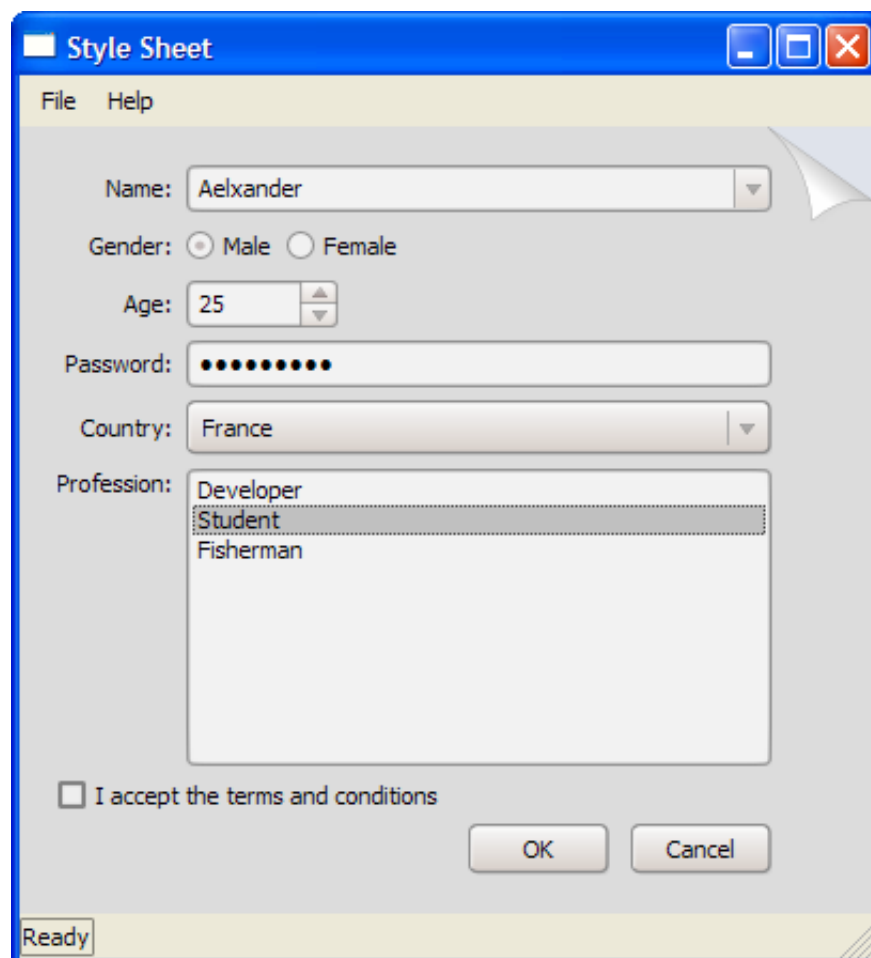 Style Sheet
File Help
Name: Aelxander
Gender: Male Female
Age: 25
Password: •••••••••
Country: France
Profession: Developer
Student
Fisherman
I accept the terms and conditions
OK Cancel
Ready